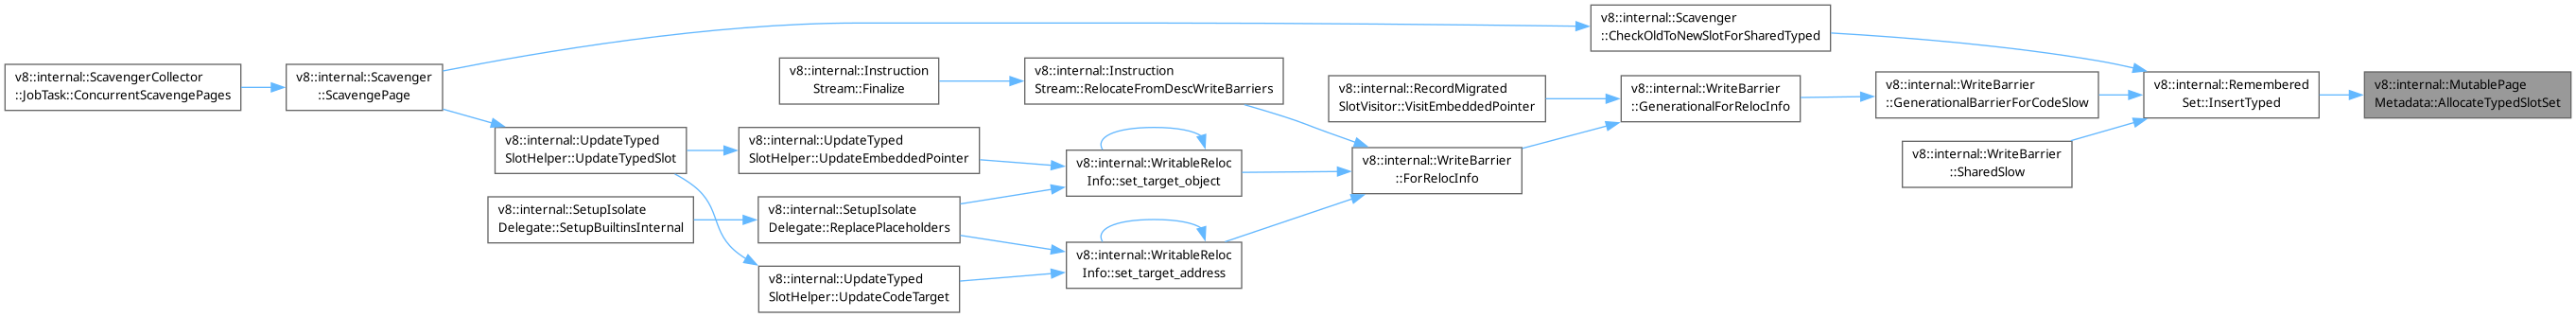 v8::internal::ScavengerCollector
::JobTask::ConcurrentScavengePages
v8::internal::Scavenger
::ScavengePage
v8::internal::UpdateTyped
SlotHelper::UpdateTypedSlot
v8::internal::SetupIsolate
Delegate::SetupBuiltinsInternal
v8::internal::Instruction
Stream::Finalize
v8::internal::UpdateTyped
SlotHelper::UpdateEmbeddedPointer
v8::internal::SetupIsolate
Delegate::ReplacePlaceholders
v8::internal::UpdateTyped
SlotHelper::UpdateCodeTarget
v8::internal::Instruction
Stream::RelocateFromDescWriteBarriers
v8::internal::WritableReloc
Info::set_target_object
v8::internal::WritableReloc
Info::set_target_address
v8::internal::RecordMigrated
SlotVisitor::VisitEmbeddedPointer
v8::internal::WriteBarrier
::ForRelocInfo
v8::internal::Scavenger
::CheckOldToNewSlotForSharedTyped
v8::internal::WriteBarrier
::GenerationalForRelocInfo
v8::internal::WriteBarrier
::GenerationalBarrierForCodeSlow
v8::internal::WriteBarrier
::SharedSlow
v8::internal::Remembered
Set::InsertTyped
v8::internal::MutablePage
Metadata::AllocateTypedSlotSet